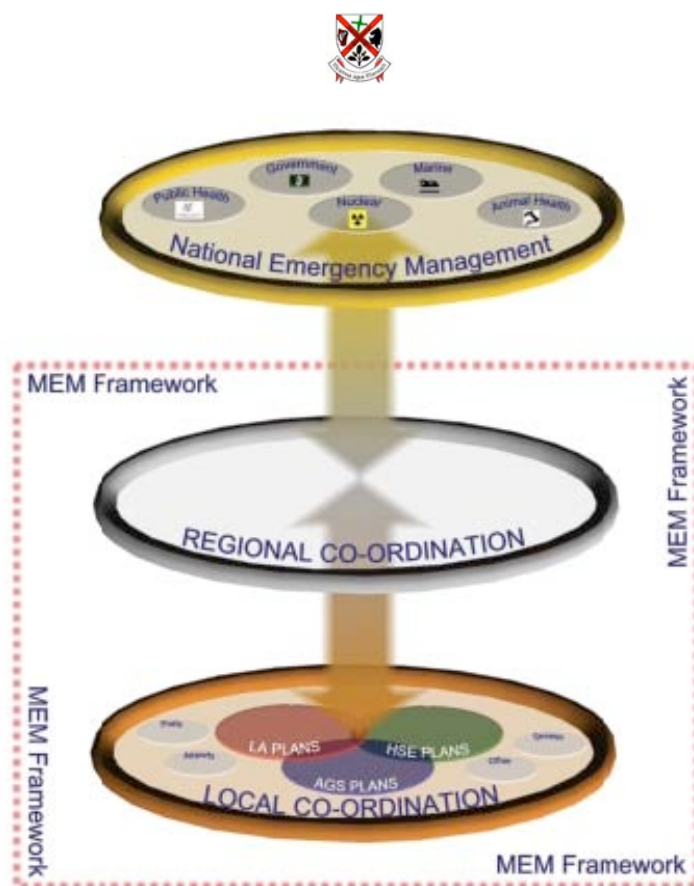 Government
Marine
Public Health
Nuclear
Animal Health
National Emergency Management
MEM Framework
MEM Framework
REGIONAL CO-ORDINATION
MEM Framework
LA PLANS
HSE PLANS
Other
AGS PLANS
LOCAL CO-ORDINATION
MEM Framework